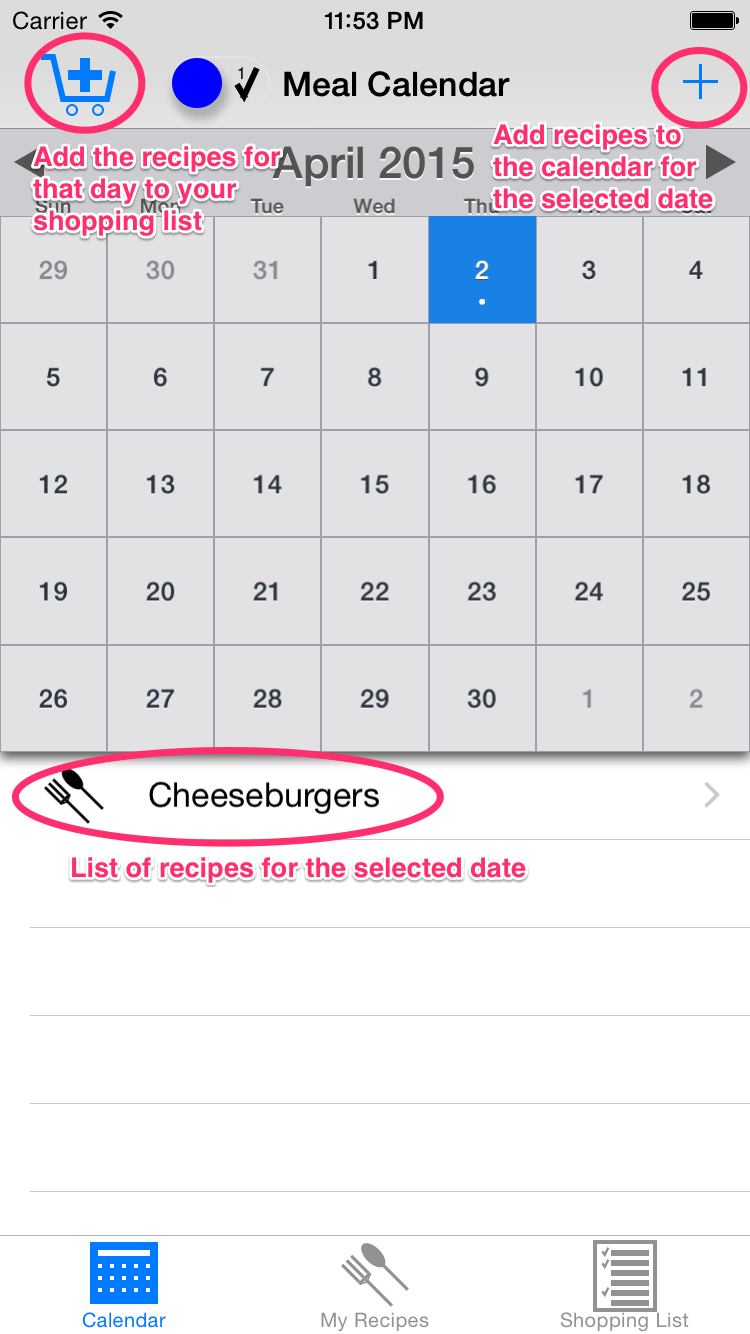 Carrier 11:53 PM
1 Meal Calendar
Add the recipes for
that day to your
shopping list
April 2015
Add recipes to
the calendar for
the selected date
Sun Mon Tue Wed Thu
29 30 31 1 2 3 4
5 6 7 8 9 10 11
12 13 14 15 16 17 18
19 20 21 22 23 24 25
26 27 28 29 30 1 2
Cheeseburgers
List of recipes for the selected date
Calendar My Recipes Shopping List